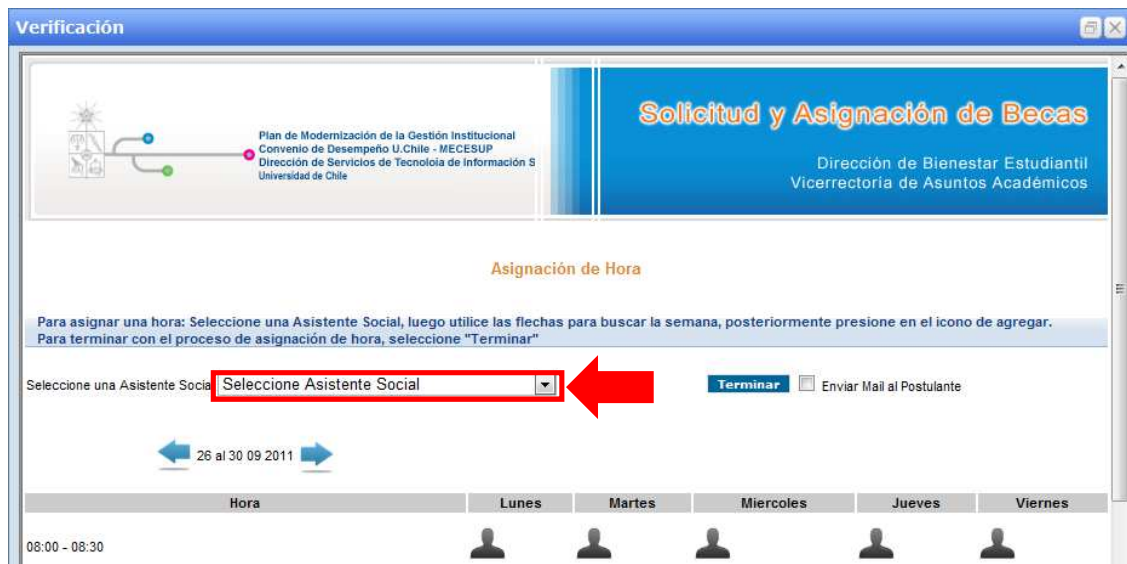 Verificación
Plan de Modernización de la Gestión Institucional
Convenio de Desempeño U.Chile - MECESUP
Dirección de Servicios de Tecnoloia de Información S
Universidad de Chile
Solicitud y Asignación de Becas
Dirección de Bienestar Estudiantil
Vicerrectoría de Asuntos Académicos
Asignación de Hora
Para asignar una hora: Seleccione una Asistente Social, luego utilice las flechas para buscar la semana, posteriormente presione en el icono de agregar.
Para terminar con el proceso de asignación de hora, seleccione "Terminar"
Seleccione una Asistente Socia Seleccione Asistente Social Terminar Enviar Mail al Postulante
26 al 30 09 2011
Hora Lunes Martes Miercoles Jueves Viernes
08:00 - 08:30